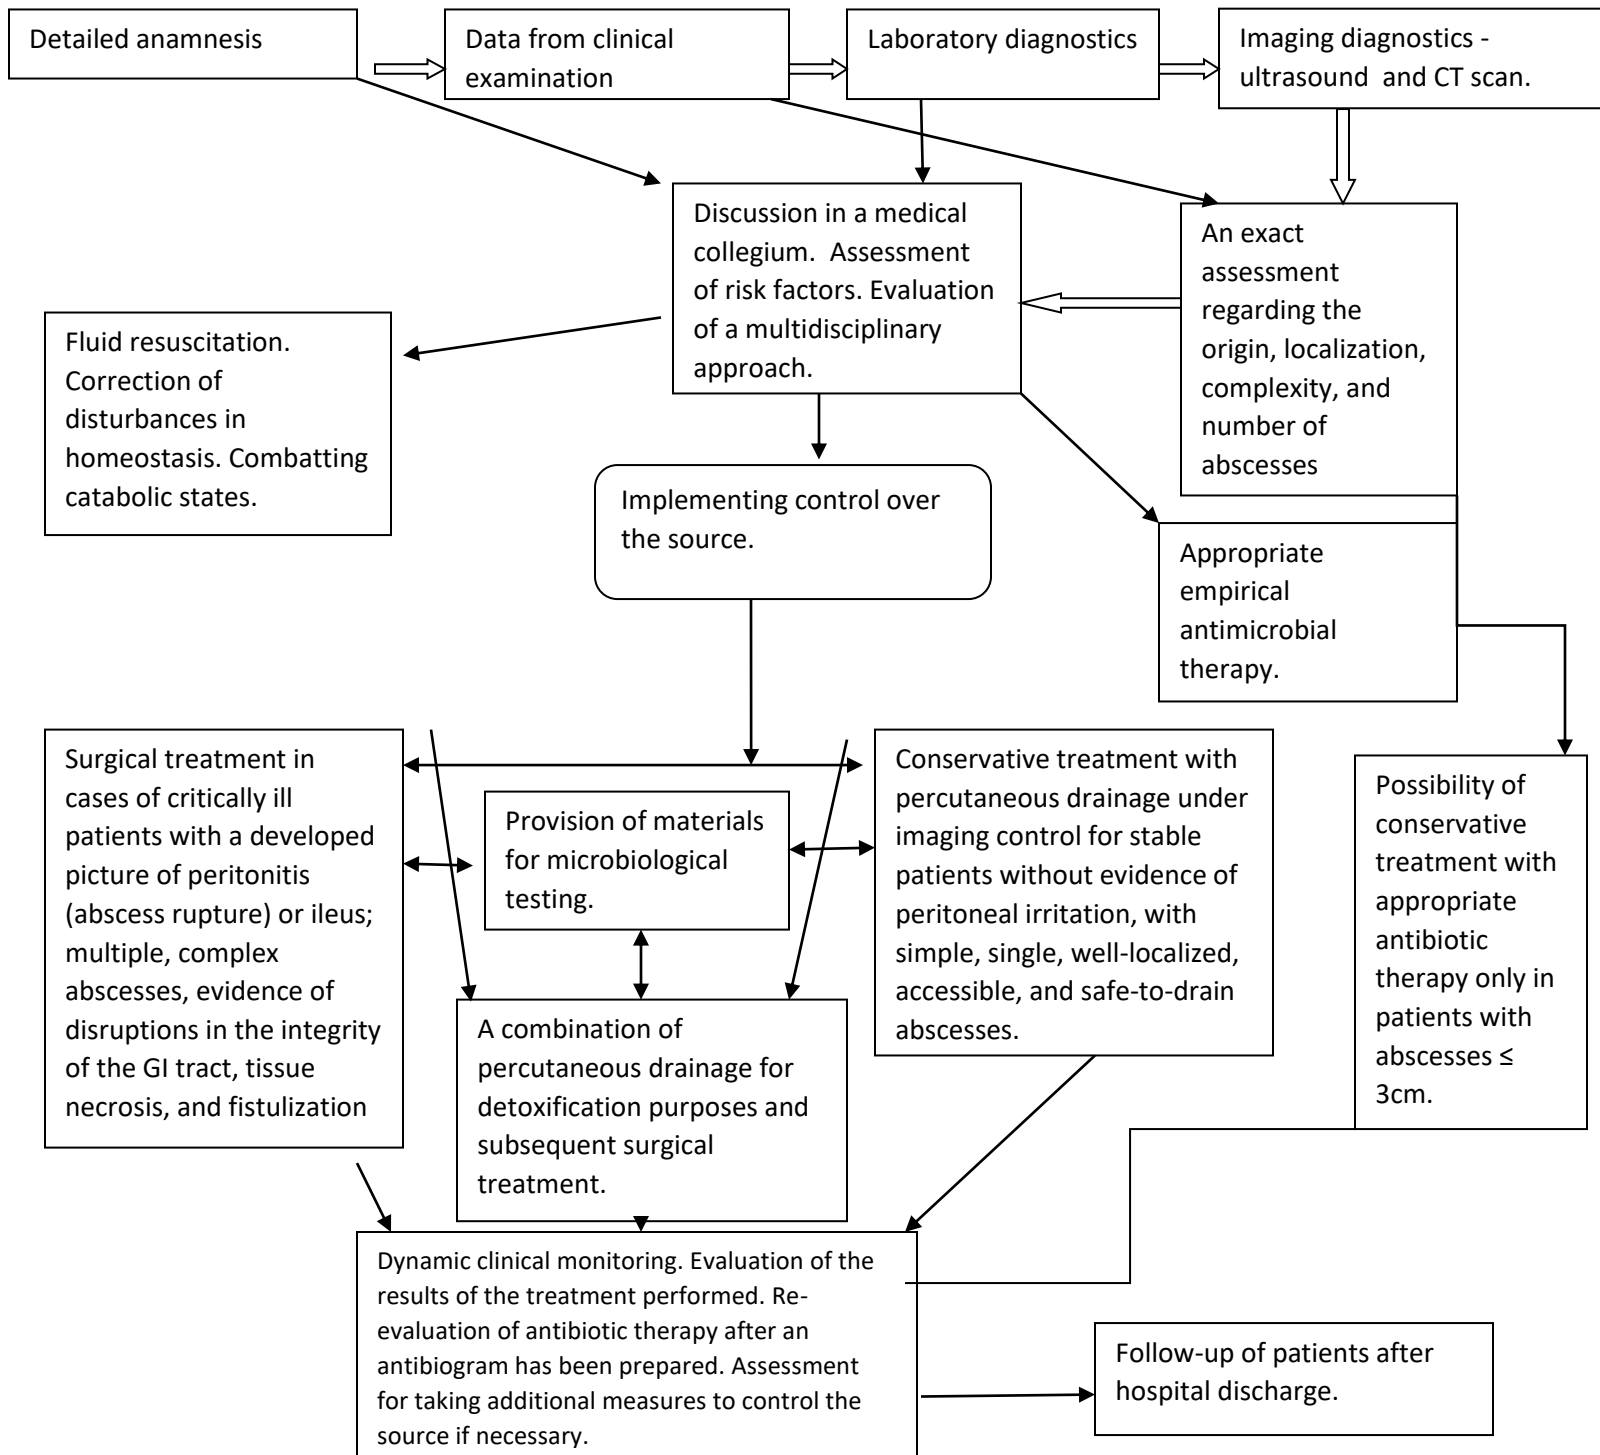 Detailed anamnesis
Data from clinical
examination
Laboratory diagnostics
Imaging diagnostics -
ultrasound and CT scan.
Discussion in a medical
collegium. Assessment
of risk factors. Evaluation
of a multidisciplinary
approach.
An exact
assessment
regarding the
origin, localization,
complexity, and
number of
abscesses
Fluid resuscitation.
Correction of
disturbances in
homeostasis. Combatting
catabolic states.
Implementing control over
the source.
Appropriate
empirical
antimicrobial
therapy.
Surgical treatment in
cases of critically ill
patients with a developed
picture of peritonitis
(abscess rupture) or ileus;
multiple, complex
abscesses, evidence of
disruptions in the integrity
of the GI tract, tissue
necrosis, and fistulization
Provision of materials
for microbiological
testing.
Conservative treatment with
percutaneous drainage under
imaging control for stable
patients without evidence of
peritoneal irritation, with
simple, single, well-localized,
accessible, and safe-to-drain
abscesses.
Possibility of
conservative
treatment with
appropriate
antibiotic
therapy only in
patients with
abscesses ≤
3cm.
A combination of
percutaneous drainage for
detoxification purposes and
subsequent surgical
treatment.
Dynamic clinical monitoring. Evaluation of the
results of the treatment performed. Re-
evaluation of antibiotic therapy after an
antibiogram has been prepared. Assessment
for taking additional measures to control the
source if necessary.
Follow-up of patients after
hospital discharge.